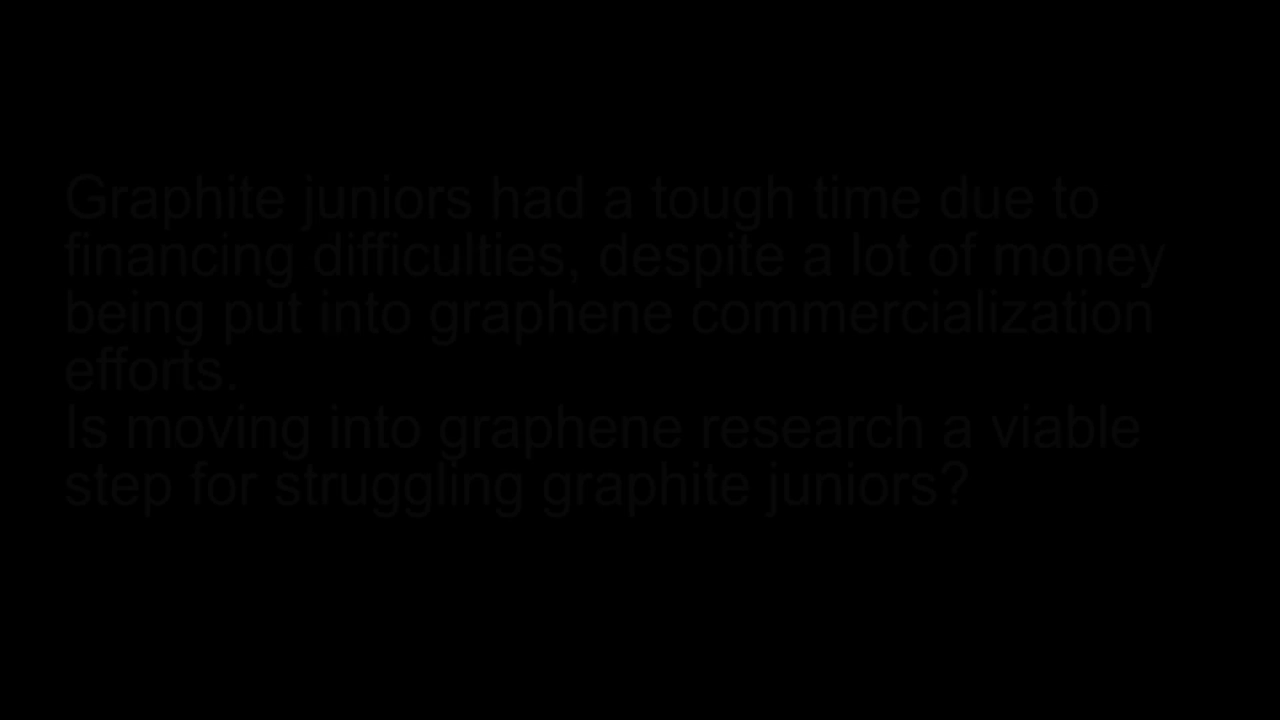 Graphite juniors had a tough time due to
financing difficulties, despite a lot of money
being put into graphene commercialization
efforts.
Is moving into graphene research a viable
step for struggling graphite juniors?